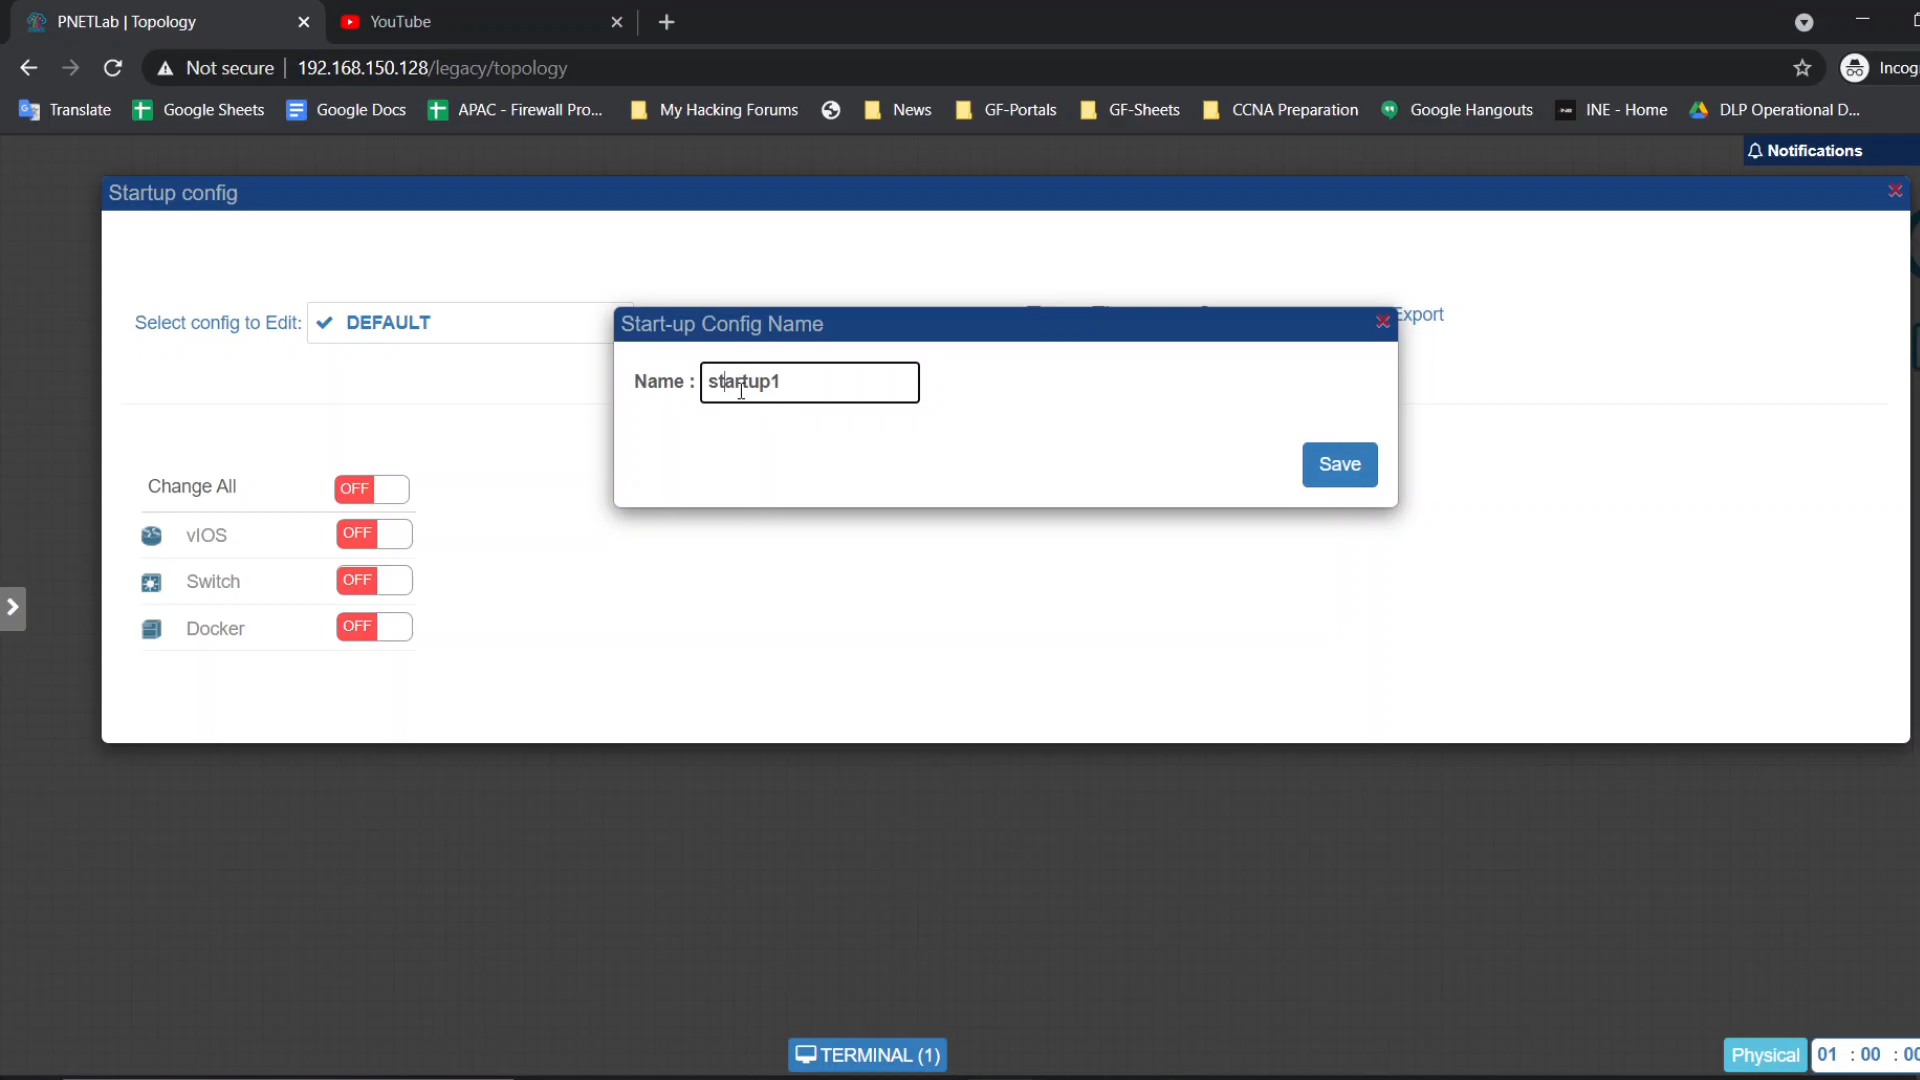 PNETLab | Topology
YouTube
Not secure
192.168.150.128/legacy/topology
Incog
Translate
Google Sheets
Google Docs
APAC - Firewall Pro...
My Hacking Forums
News
GF-Portals
GF-Sheets
CCNA Preparation
Google Hangouts
INE - Home
DLP Operational D...
Notifications
Startup config
Select config to Edit:
DEFAULT
Export
Start-up Config Name
Name :
startup1
Save
Change All
OFF
vIOS
OFF
Switch
OFF
Docker
OFF
TERMINAL (1)
Physical
01 : 00 : 00